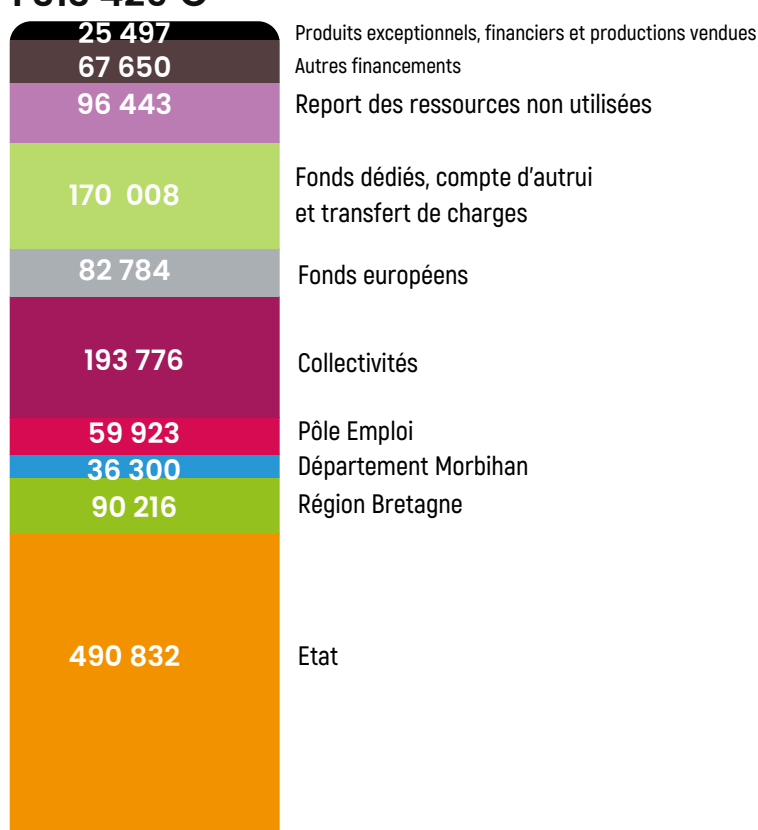 25 497 Produits exceptionnels, financiers et productions vendues
67 650 Autres financements
96 443 Report des ressources non utilisées
170 008 Fonds dédiés, compte d'autrui
et transfert de charges
82 784 Fonds européens
193 776 Collectivités
59 923 Pôle Emploi
36 300 Département Morbihan
90 216 Région Bretagne
490 832 Etat